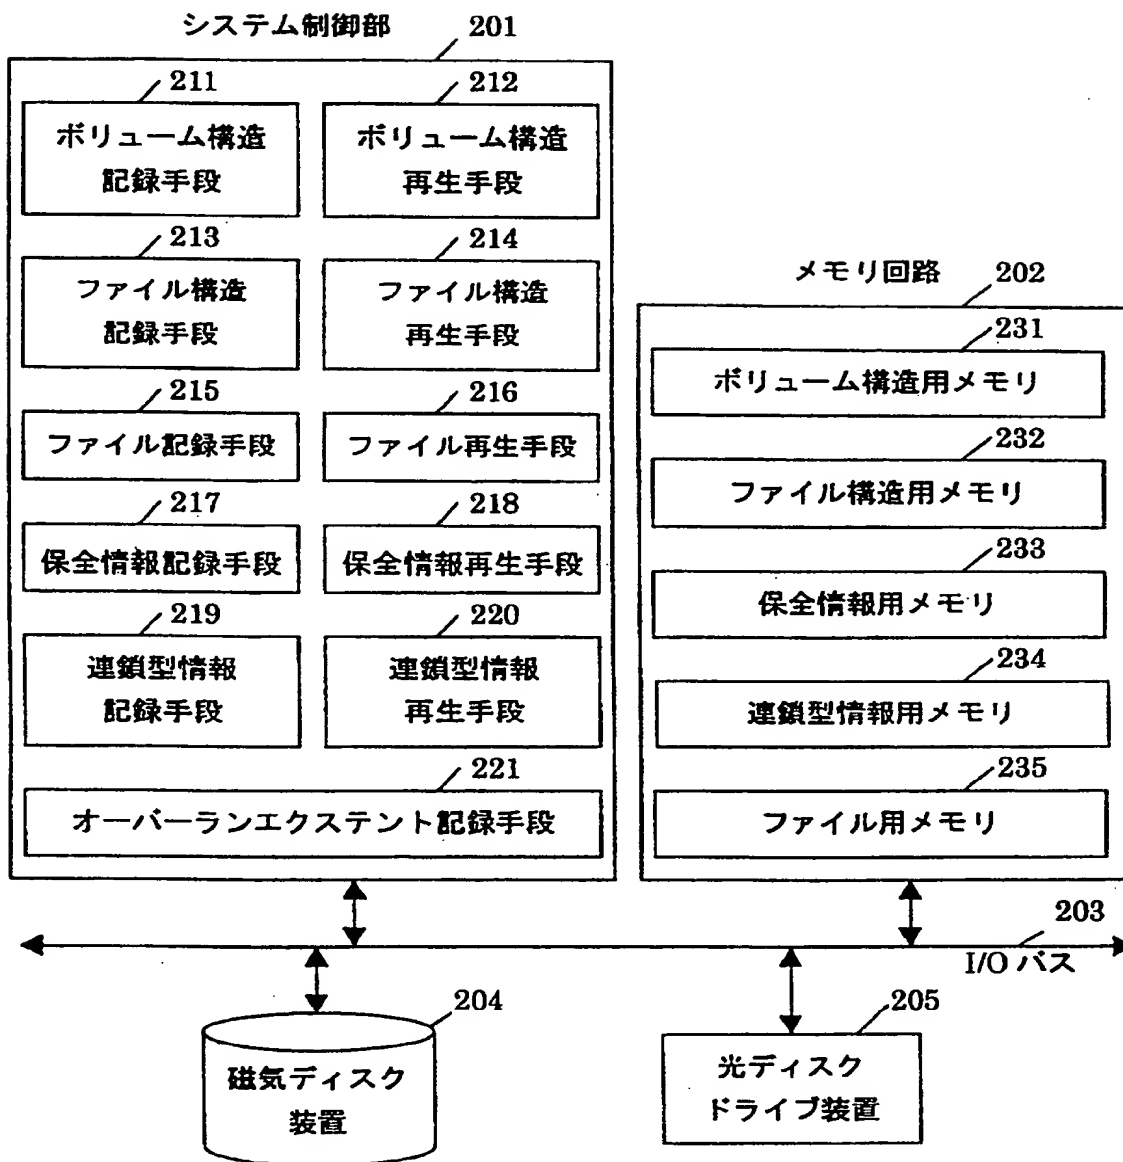 システム制御部
201
211
212
ボリューム構造
記録手段
ボリューム構造
再生手段
213
214
ファイル構造
記録手段
ファイル構造
再生手段
215
216
ファイル記録手段
ファイル再生手段
217
218
保全情報記録手段
保全情報再生手段
219
220
連鎖型情報
記録手段
連鎖型情報
再生手段
221
オーバーランエクステント記録手段
メモリ回路
202
231
ボリューム構造用メモリ
232
ファイル構造用メモリ
233
保全情報用メモリ
234
連鎖型情報用メモリ
235
ファイル用メモリ
203
I/O バス
204
磁気ディスク
装置
205
光ディスク
ドライブ装置